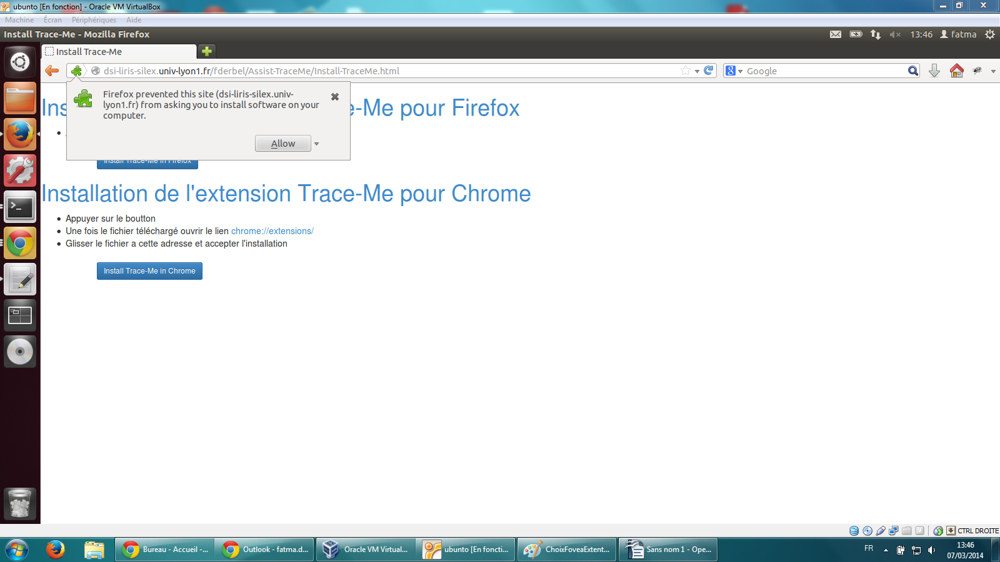 ubunto [En fonction] - Oracle VM VirtualBox
Machine Écran Périphériques Aide
Install Trace-Me - Mozilla Firefox
13:46 fatma
Install Trace-Me
dsi-liris-silex.univ-lyon1.fr/fderbel/Assist-TraceMe/Install-TraceMe.html
Google
Firefox prevented this site (dsi-liris-silex.univ-
lyon1.fr) from asking you to install software on your
computer.
Allow
e-Me pour Firefox
Install Trace-Me in Firefox
Installation de l'extension Trace-Me pour Chrome
Appuyer sur le boutton
Une fois le fichier téléchargé ouvrir le lien chrome://extensions/
Glisser le fichier a cette adresse et accepter l'installation
Install Trace-Me in Chrome
CTRL DROITE
Bureau - Accueil -...
Outlook - fatma.d...
Oracle VM Virtual...
ubunto [En foncti...
ChoixFoveaExtent...
Sans nom 1 - Ope...
FR
13:46
07/03/2014